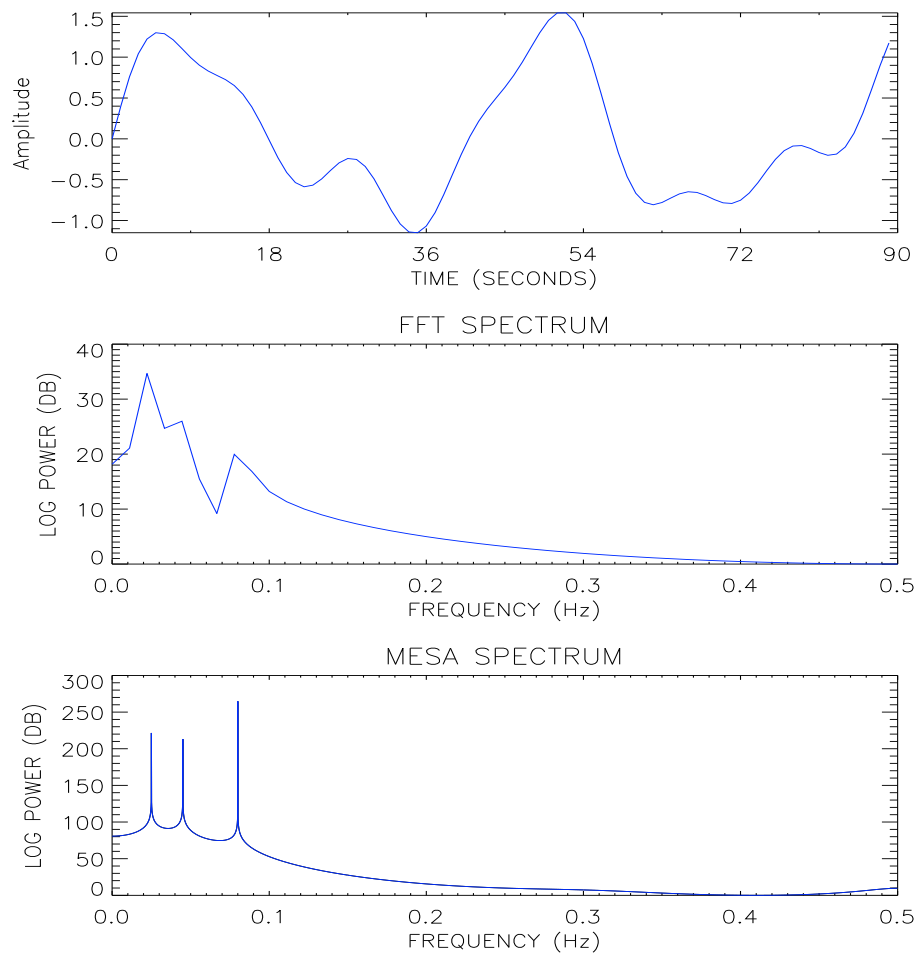 1.5
1.0
0.5
0.0
−0.5
−1.0
Amplitude
0 18 36 54 72 90
TIME (SECONDS)
FFT SPECTRUM
40
30
20
10
0
LOG POWER (DB)
0.0 0.1 0.2 0.3 0.4 0.5
FREQUENCY (Hz)
MESA SPECTRUM
300
250
200
150
100
50
0
LOG POWER (DB)
0.0 0.1 0.2 0.3 0.4 0.5
FREQUENCY (Hz)